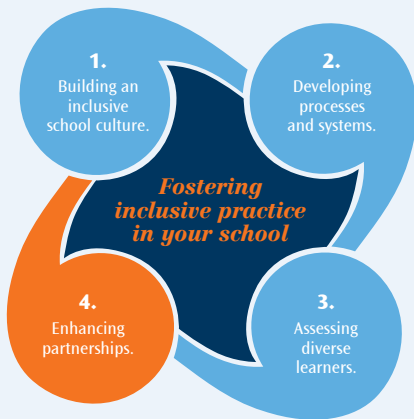 1.
Building an
inclusive
school culture.
2.
Developing
processes
and systems.
Fostering
inclusive practice
in your school
4.
Enhancing
partnerships.
3.
Assessing
diverse
learners.